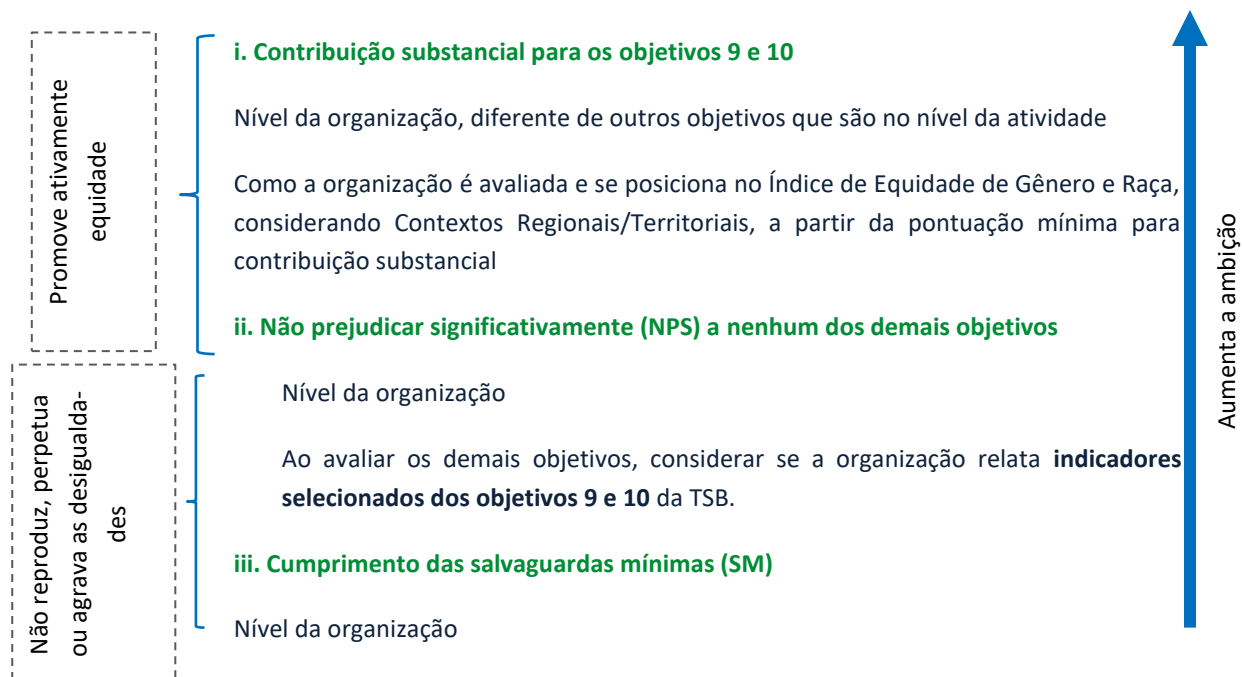 Promove ativamente
equidade
i. Contribuição substancial para os objetivos 9 e 10
Nível da organização, diferente de outros objetivos que são no nível da atividade
Como a organização é avaliada e se posiciona no Índice de Equidade de Gênero e Raça,
considerando Contextos Regionais/Territoriais, a partir da pontuação mínima para
contribuição substancial
ii. Não prejudicar significativamente (NPS) a nenhum dos demais objetivos
Não reproduz, perpetua
ou agrava as desigualda-
des
Nível da organização
Ao avaliar os demais objetivos, considerar se a organização relata indicadores
selecionados dos objetivos 9 e 10 da TSB.
iii. Cumprimento das salvaguardas mínimas (SM)
Nível da organização
Aumenta a ambição